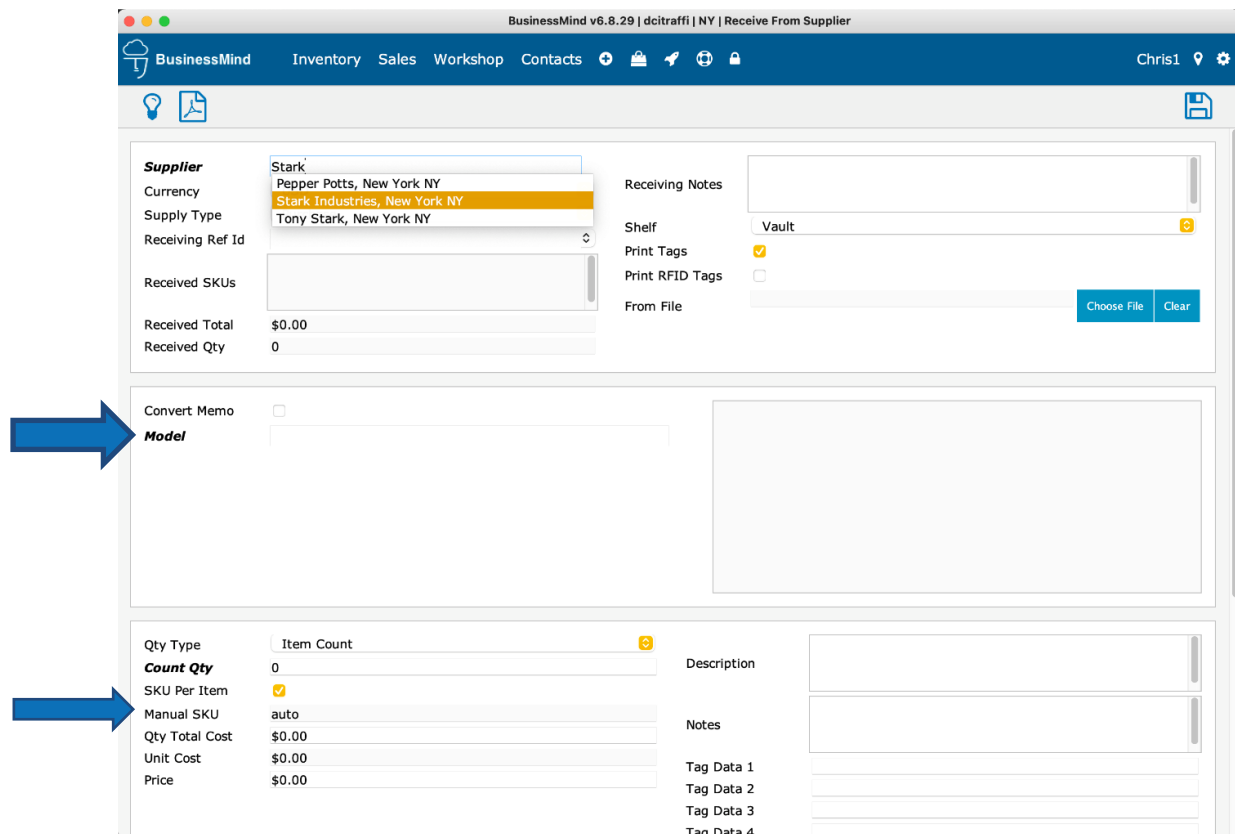 BusinessMind v6.8.29 | dcitraffi | NY | Receive From Supplier
BusinessMind Inventory Sales Workshop Contacts Chris1
Supplier Stark
Pepper Potts, New York NY
Stark Industries, New York NY
Tony Stark, New York NY
Currency
Supply Type
Receiving Ref Id
Received SKUs
Received Total $0.00
Received Qty 0
Receiving Notes
Shelf Vault
Print Tags
Print RFID Tags
From File Choose File Clear
Convert Memo
Model
Qty Type Item Count
Count Qty 0
SKU Per Item
Manual SKU auto
Qty Total Cost $0.00
Unit Cost $0.00
Price $0.00
Description
Notes
Tag Data 1
Tag Data 2
Tag Data 3
Tag Data 4